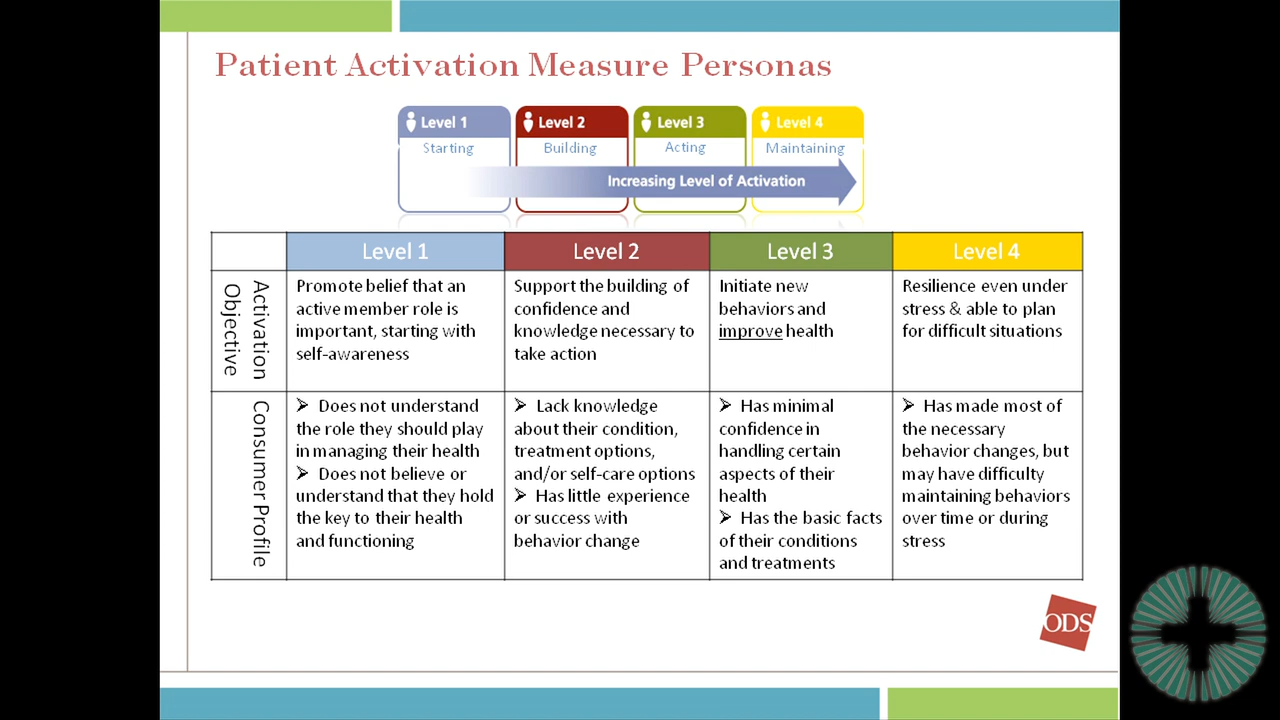 Patient Activation Measure Personas
Level 1
Level 2
Level 3
Level 4
Starting
Building
Acting
Maintaining
Increasing Level of Activation
Level 1
Level 2
Level 3
Level 4
Activation
Objective
Promote belief that an
active member role is
important, starting with
self-awareness
Support the building of
confidence and
knowledge necessary to
take action
Initiate new
behaviors and
improve health
Resilience even under
stress & able to plan
for difficult situations
Consumer Profile
➢ Does not understand
the role they should play
in managing their health
➢ Does not believe or
understand that they hold
the key to their health
and functioning
➢ Lack knowledge
about their condition,
treatment options,
and/or self-care options
➢ Has little experience
or success with
behavior change
➢ Has minimal
confidence in
handling certain
aspects of their
health
➢ Has the basic facts
of their conditions
and treatments
➢ Has made most of
the necessary
behavior changes, but
may have difficulty
maintaining behaviors
over time or during
stress
ODS